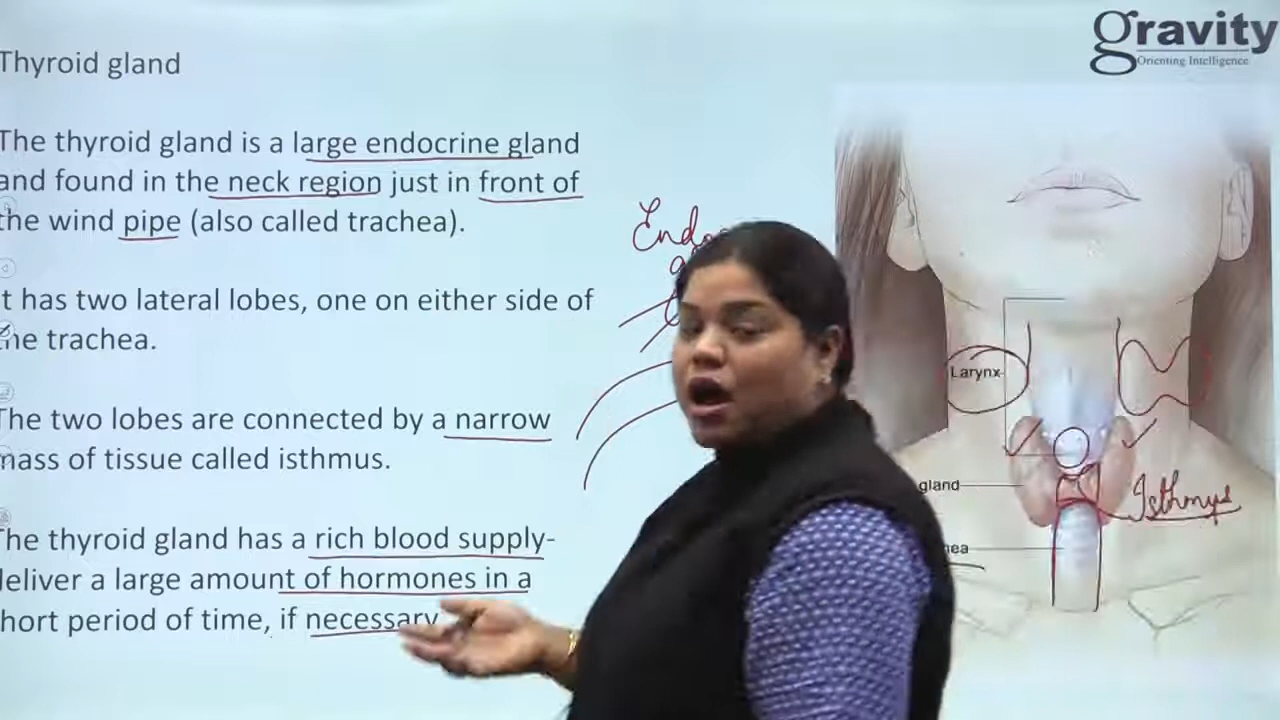 gravity
Orienting Intelligence
Thyroid gland
The thyroid gland is a large endocrine gland
and found in the neck region just in front of
the wind pipe (also called trachea).
t has two lateral lobes, one on either side of
he trachea.
The two lobes are connected by a narrow
mass of tissue called isthmus.
The thyroid gland has a rich blood supply-
deliver a large amount of hormones in a
hort period of time, if necessary
Larynx
gland
Isthmus